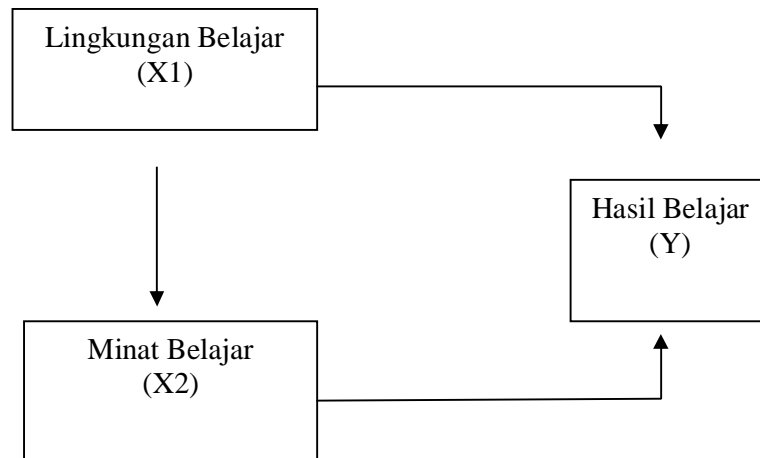 Lingkungan Belajar
(X1)
Hasil Belajar
(Y)
Minat Belajar
(X2)